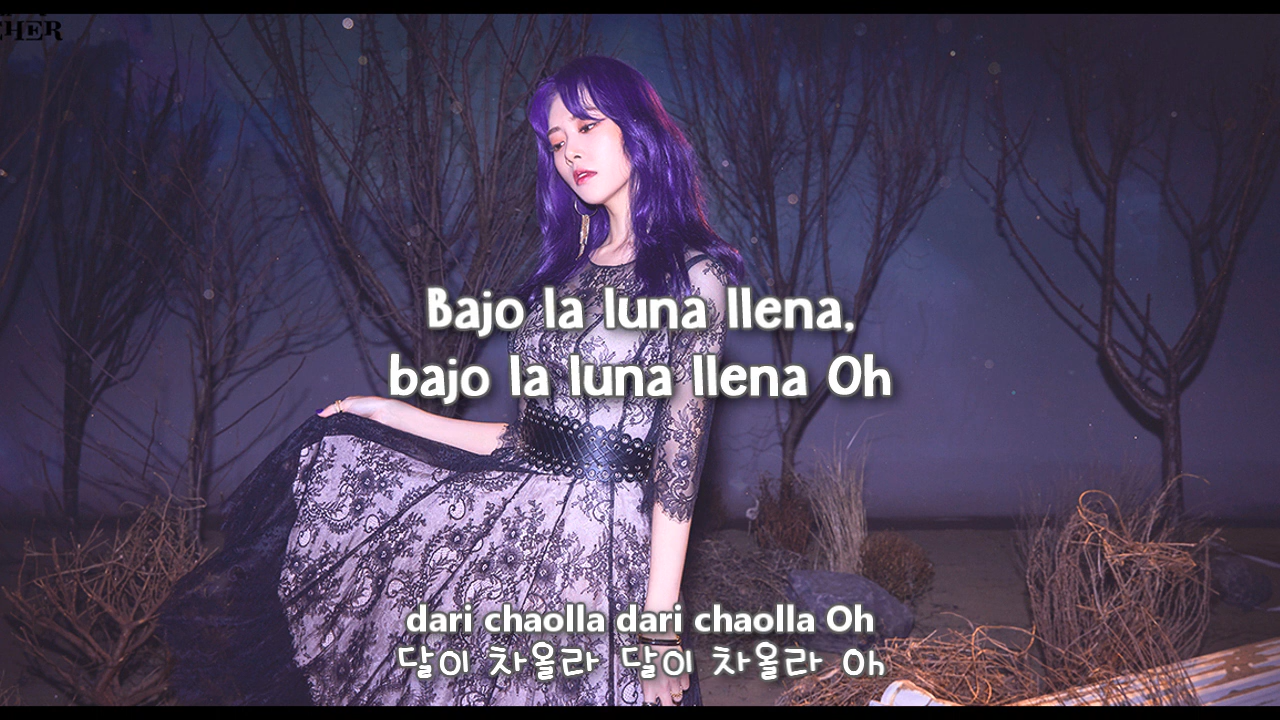 CHER
Bajo la luna llena,
bajo la luna llena Oh
dari chaolla dari chaolla Oh
달이 차올라 달이 차올라 Oh